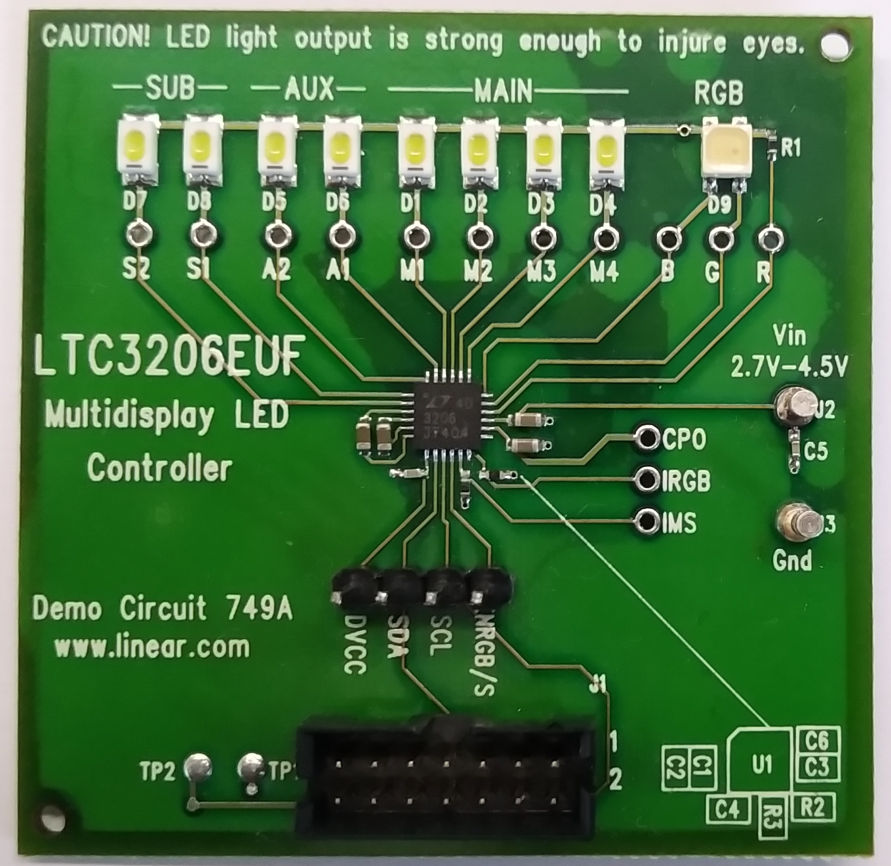 CAUTION! LED light output is strong enough to injure eyes.
SUB AUX MAIN RGB
R1
D7 D8 D5 D6 D1 D2 D3 D4 D9
S2 S1 A2 A1 M1 M2 M3 M4 B G R
LTC3206EUF
Vin
2.7V-4.5V
Multidisplay LED
Controller
3206
J2
CPO
C5
IRGB
IMS
Gnd
Demo Circuit 749A
www.linear.com
DVCC
SDA
SCL
J1
1
2
TP2
C2
C1
U1
C6
C3
C4
R3
R2